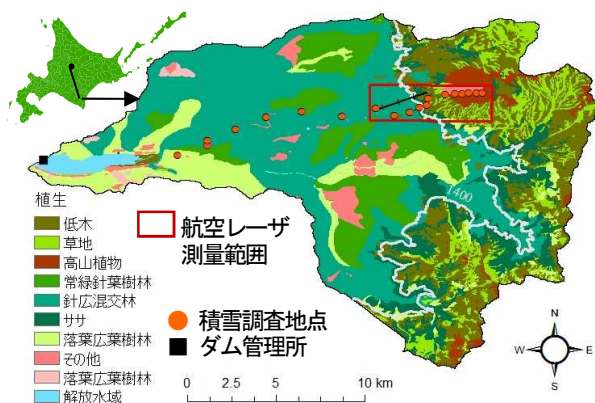 1400
植生
低木
草地
高山植物
常緑針葉樹林
針広混交林
ササ
落葉広葉樹林
その他
落葉広葉樹林
解放水域
航空レーザ
測量範囲
積雪調査地点
ダム管理所
0 2.5 5 10 km
N
W E
S